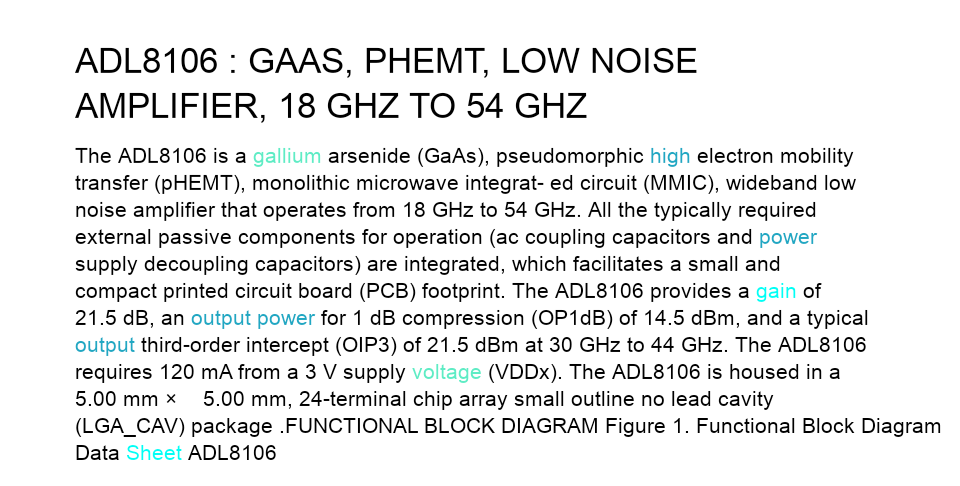 ADL8106 : GAAS, PHEMT, LOW NOISE
AMPLIFIER, 18 GHZ TO 54 GHZ
The ADL8106 is a gallium arsenide (GaAs), pseudomorphic high electron mobility
transfer (pHEMT), monolithic microwave integrat- ed circuit (MMIC), wideband low
noise amplifier that operates from 18 GHz to 54 GHz. All the typically required
external passive components for operation (ac coupling capacitors and power
supply decoupling capacitors) are integrated, which facilitates a small and
compact printed circuit board (PCB) footprint. The ADL8106 provides a gain of
21.5 dB, an output power for 1 dB compression (OP1dB) of 14.5 dBm, and a typical
output third-order intercept (OIP3) of 21.5 dBm at 30 GHz to 44 GHz. The ADL8106
requires 120 mA from a 3 V supply voltage (VDDx). The ADL8106 is housed in a
5.00 mm × 5.00 mm, 24-terminal chip array small outline no lead cavity
(LGA_CAV) package .FUNCTIONAL BLOCK DIAGRAM Figure 1. Functional Block Diagram
Data Sheet ADL8106